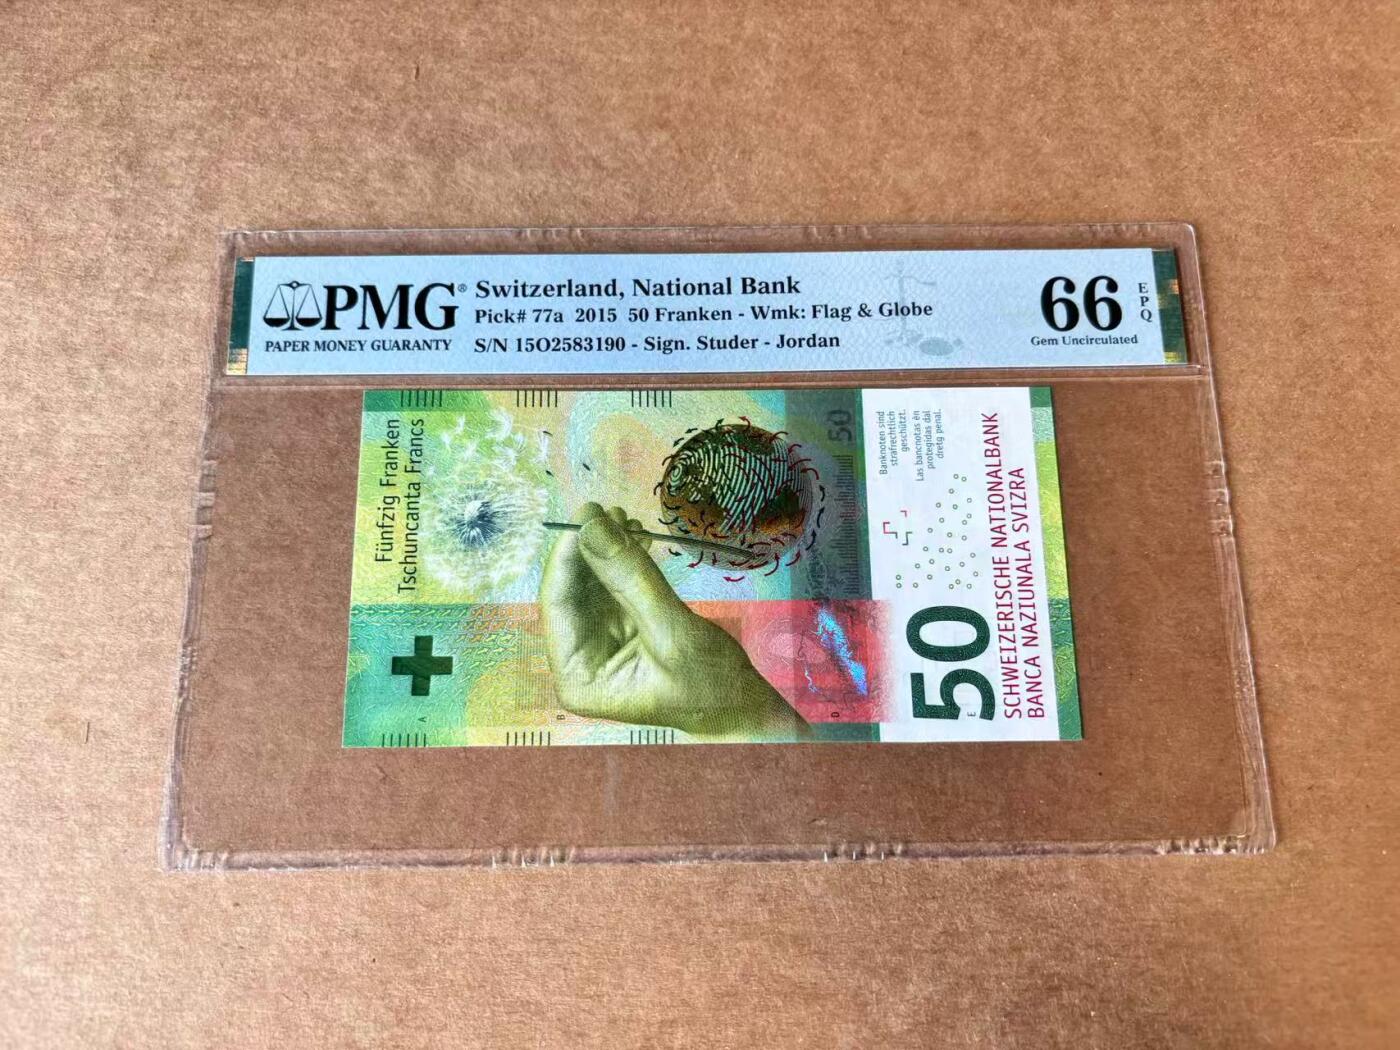 PMG®
PAPER MONEY GUARANTY
Switzerland, National Bank
Pick# 77a 2015 50 Franken - Wmk: Flag & Globe
S/N 15O2583190 - Sign. Studer - Jordan
66
EPQ
Gem Uncirculated
Fünfzig Franken
Tschuncanta Francs
50
Banknoten sind
strafrechtlich
geschützt.
Las bancnotas èn
protegidas dal
dretg penal.
50
SCHWEIZERISCHE NATIONALBANK
BANCA NAZIUNALA SVIZRA
A
B
D
E